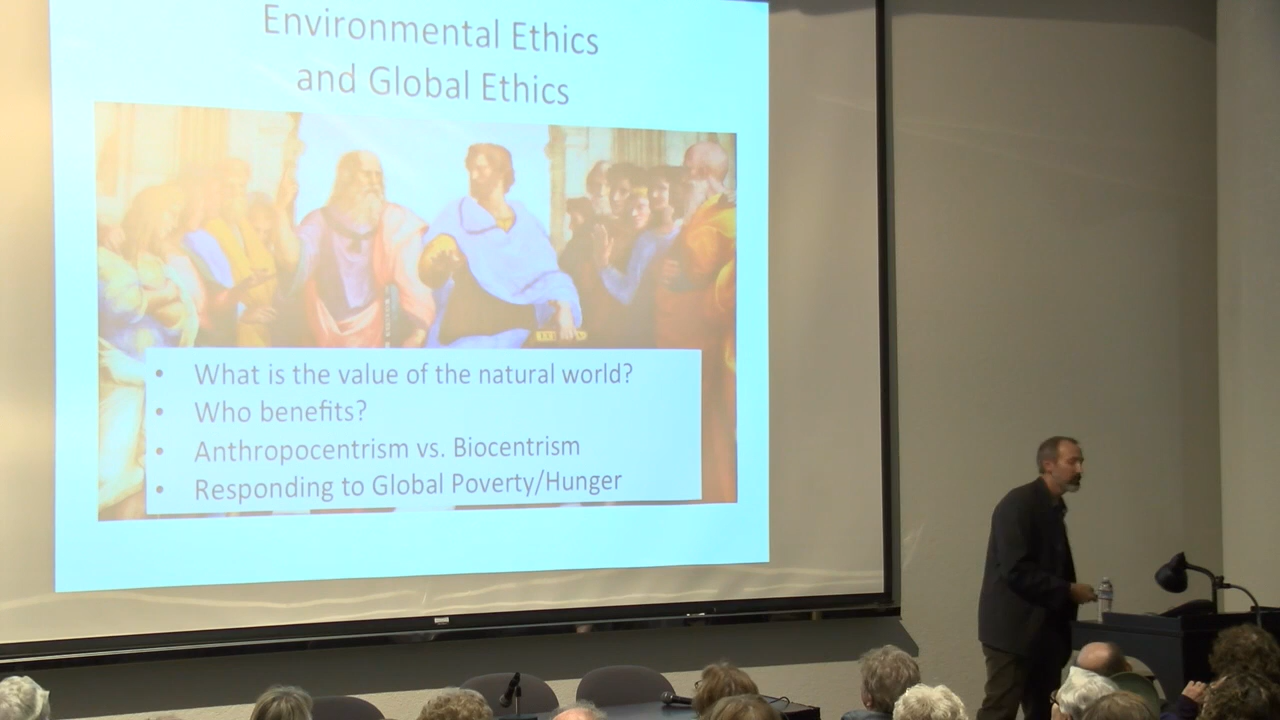 Environmental Ethics
and Global Ethics
• What is the value of the natural world?
• Who benefits?
• Anthropocentrism vs. Biocentrism
• Responding to Global Poverty/Hunger